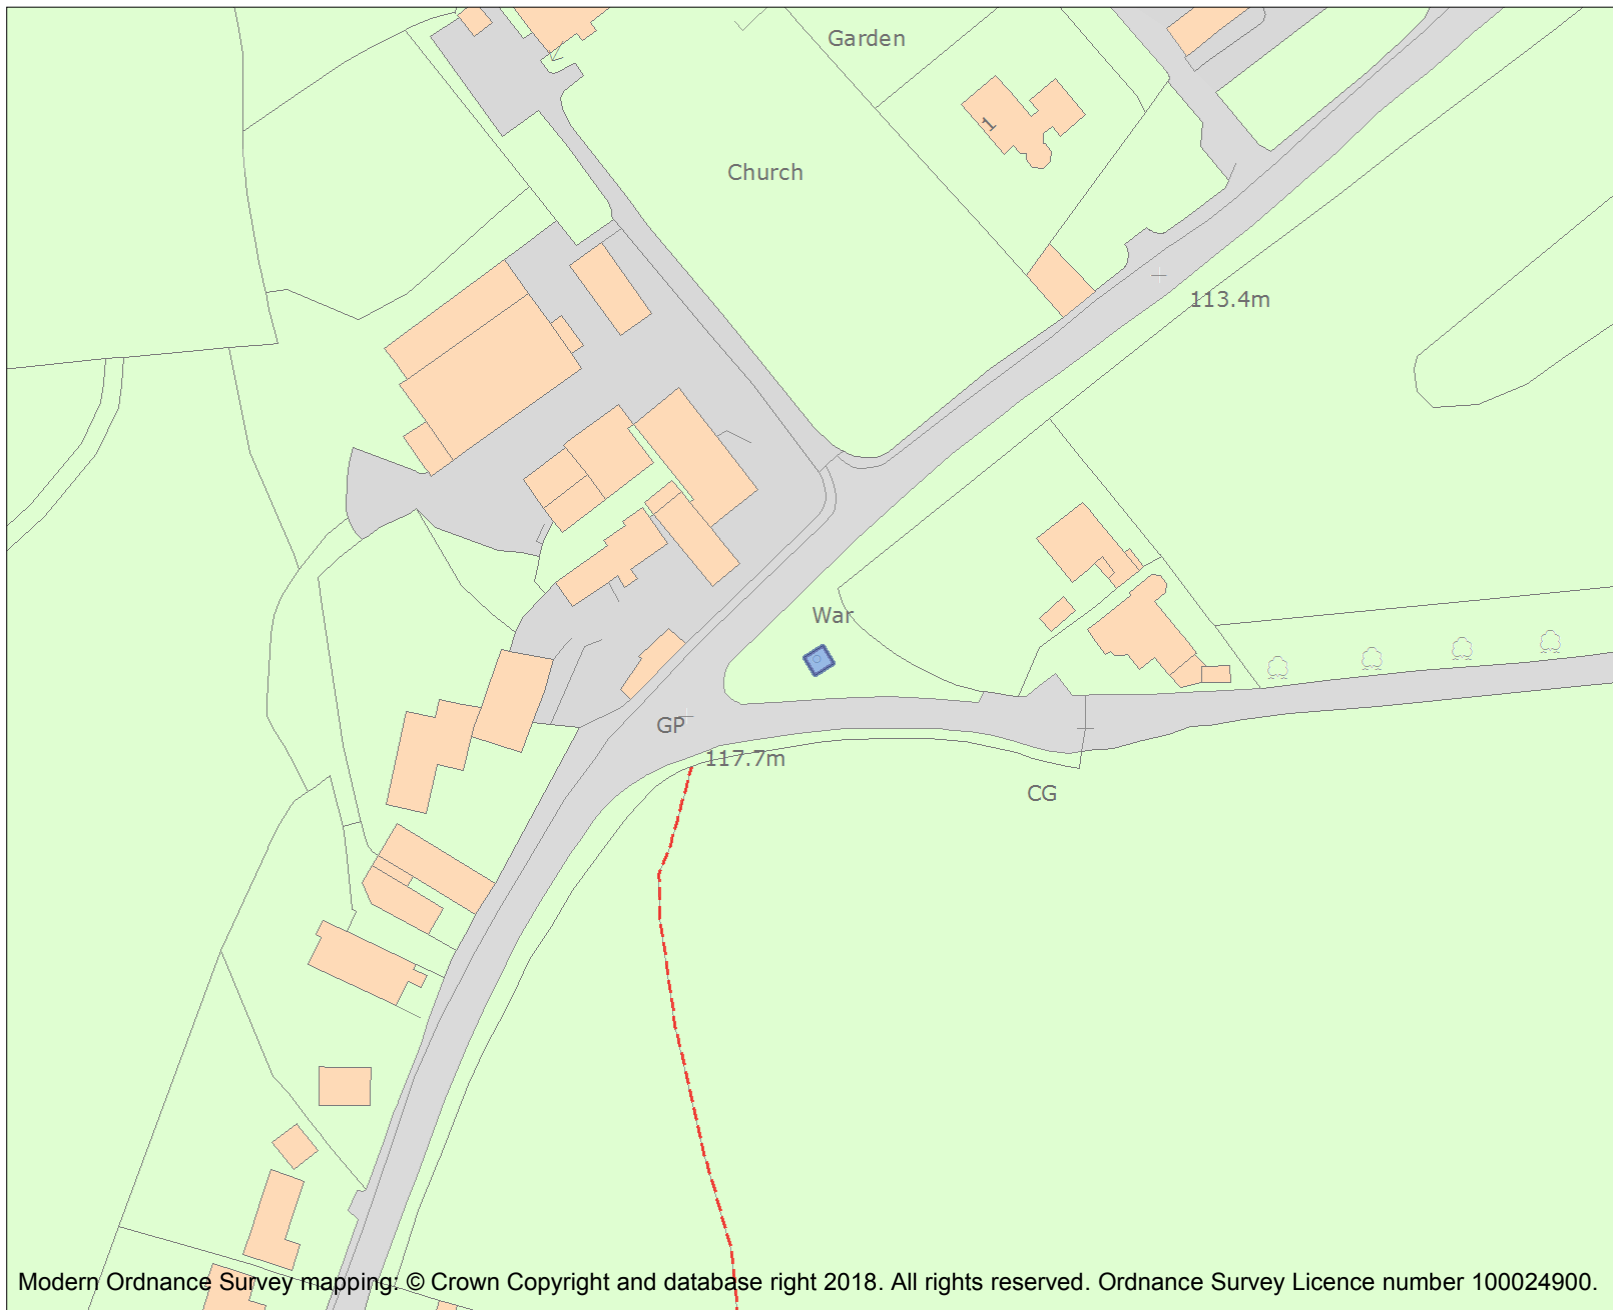 Garden
1
Church
113.4m
War
GP
117.7m
CG
Modern Ordnance Survey mapping: © Crown Copyright and database right 2018. All rights reserved. Ordnance Survey Licence number 100024900.